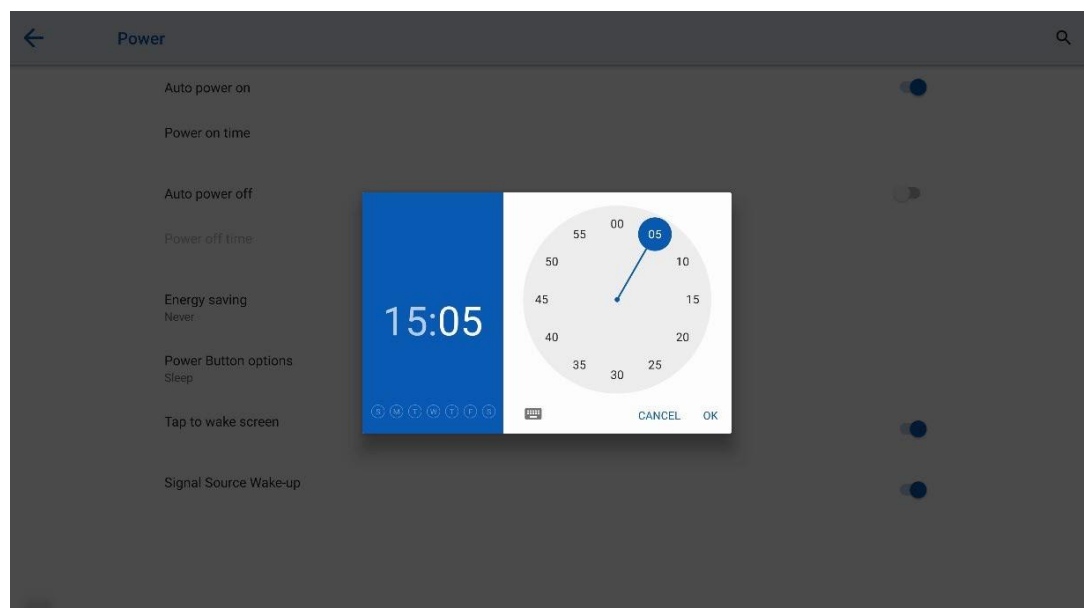 Power
Auto power on
Power on time
Auto power off
Power off time
Energy saving
Never
Power Button options
Sleep
Tap to wake screen
Signal Source Wake-up
15:05
S M T W T F S
00
05
10
15
20
25
30
35
40
45
50
55
CANCEL OK